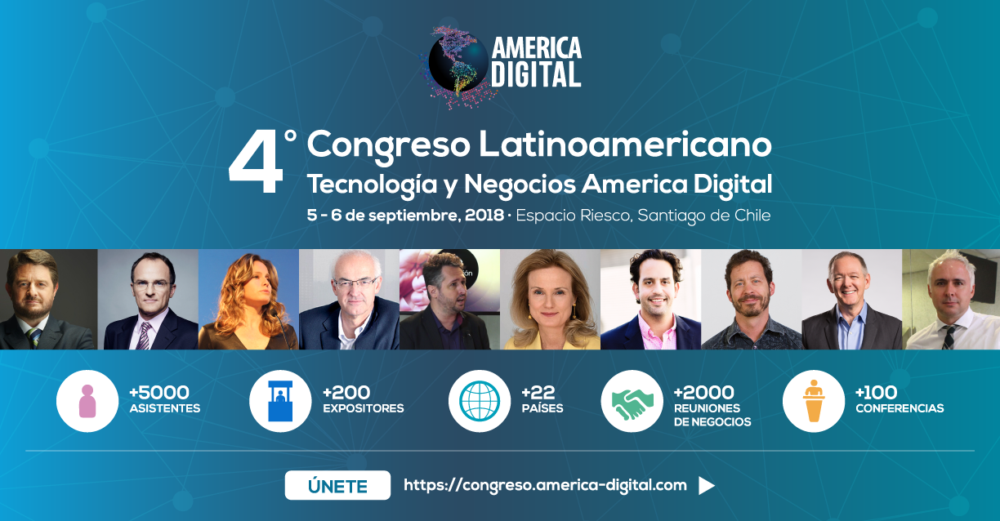 AMERICA
DIGITAL
4° Congreso Latinoamericano
Tecnología y Negocios America Digital
5 - 6 de septiembre, 2018 · Espacio Riesco, Santiago de Chile
ión
+5000
ASISTENTES
+200
EXPOSITORES
+22
PAÍSES
+2000
REUNIONES
DE NEGOCIOS
+100
CONFERENCIAS
ÚNETE
https://congreso.america-digital.com